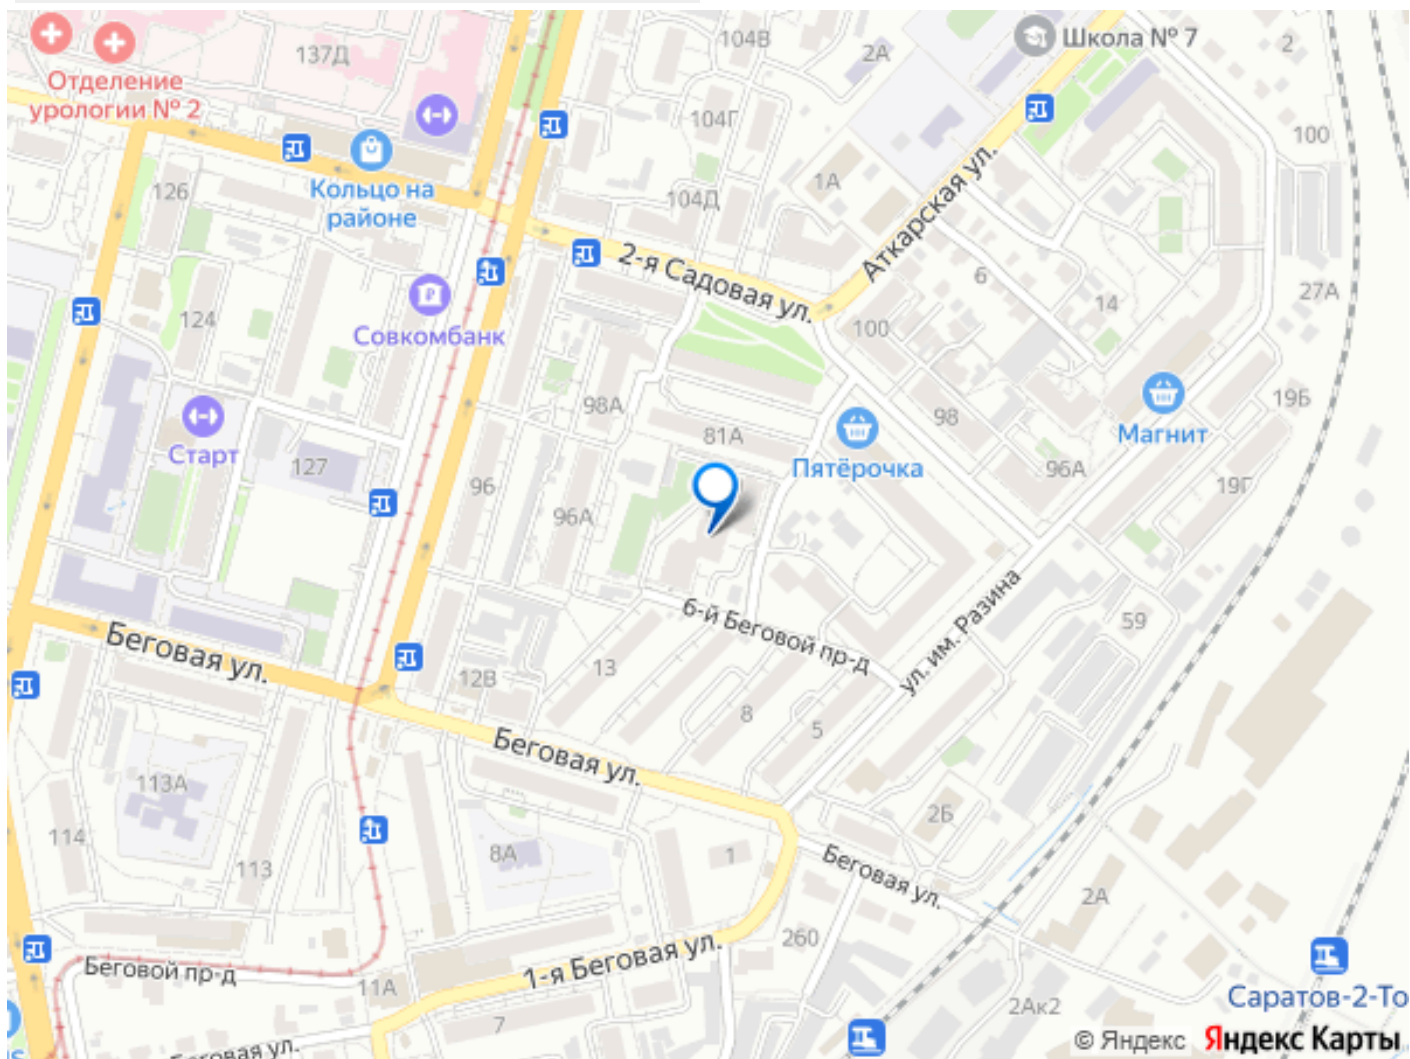 137Д
104В
2А
Школа № 7
2
Отделение
урологии № 2
104Г
100
126
Кольцо на
районе
104Д
1А
Аткарская ул.
2-я Садовая ул.
6
14
27А
124
Совкомбанк
100
98А
98
19Б
Старт
127
81А
Пятёрочка
Магнит
96
96А
96А
19Г
6-й Беговой пр-д
ул. им. Разина
59
Беговая ул.
12В
13
8
5
Беговая ул.
113А
114
113
8А
1
2Б
Беговая ул.
2А
260
Беговой пр-д
11А
1-я Беговая ул.
7
2Ак2
Саратов-2-То
Беговая ул.
s
© Яндекс Яндекс Карты